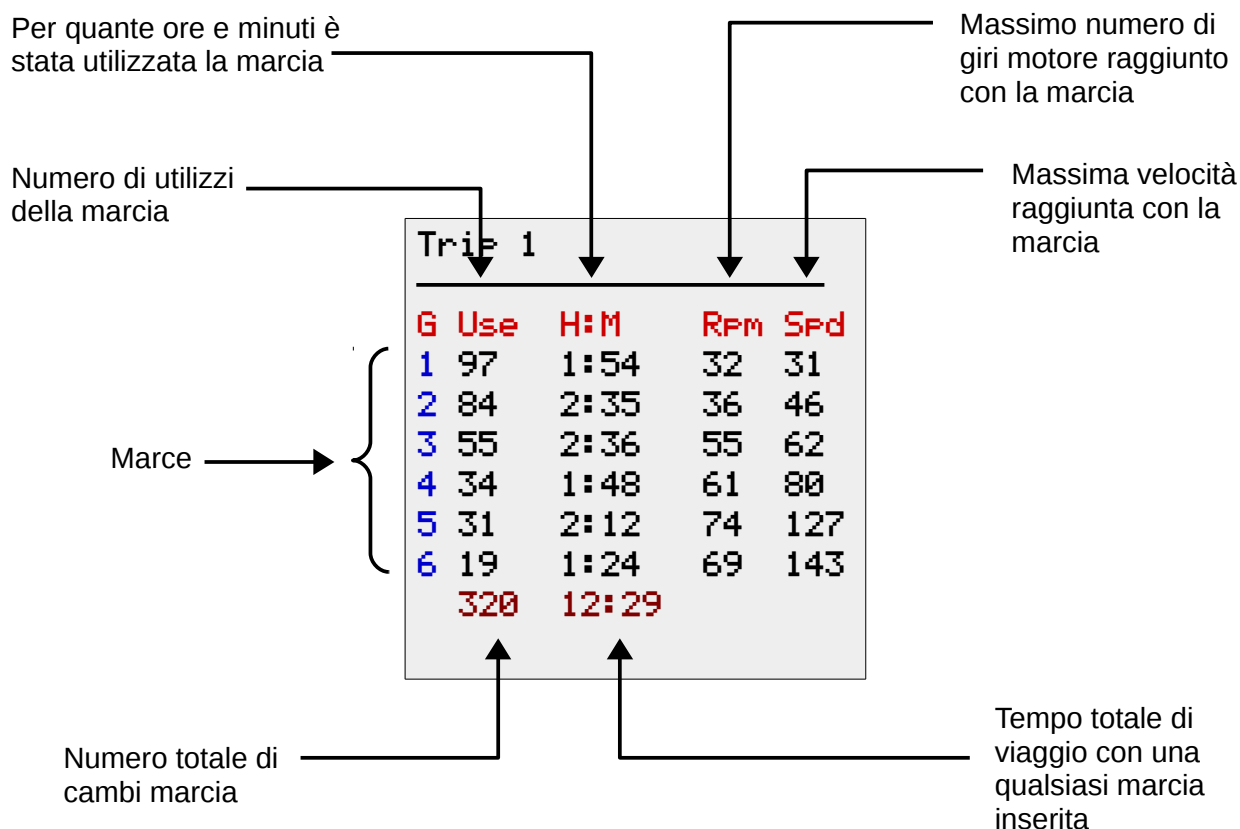 Per quante ore e minuti è
stata utilizzata la marcia
Massimo numero di
giri motore raggiunto
con la marcia
Numero di utilizzi
della marcia
Massima velocità
raggiunta con la
marcia
Trip 1
G Use H:M Rpm Spd
1 97 1:54 32 31
2 84 2:35 36 46
3 55 2:36 55 62
4 34 1:48 61 80
5 31 2:12 74 127
6 19 1:24 69 143
320 12:29
Marce
Numero totale di
cambi marcia
Tempo totale di
viaggio con una
qualsiasi marcia
inserita